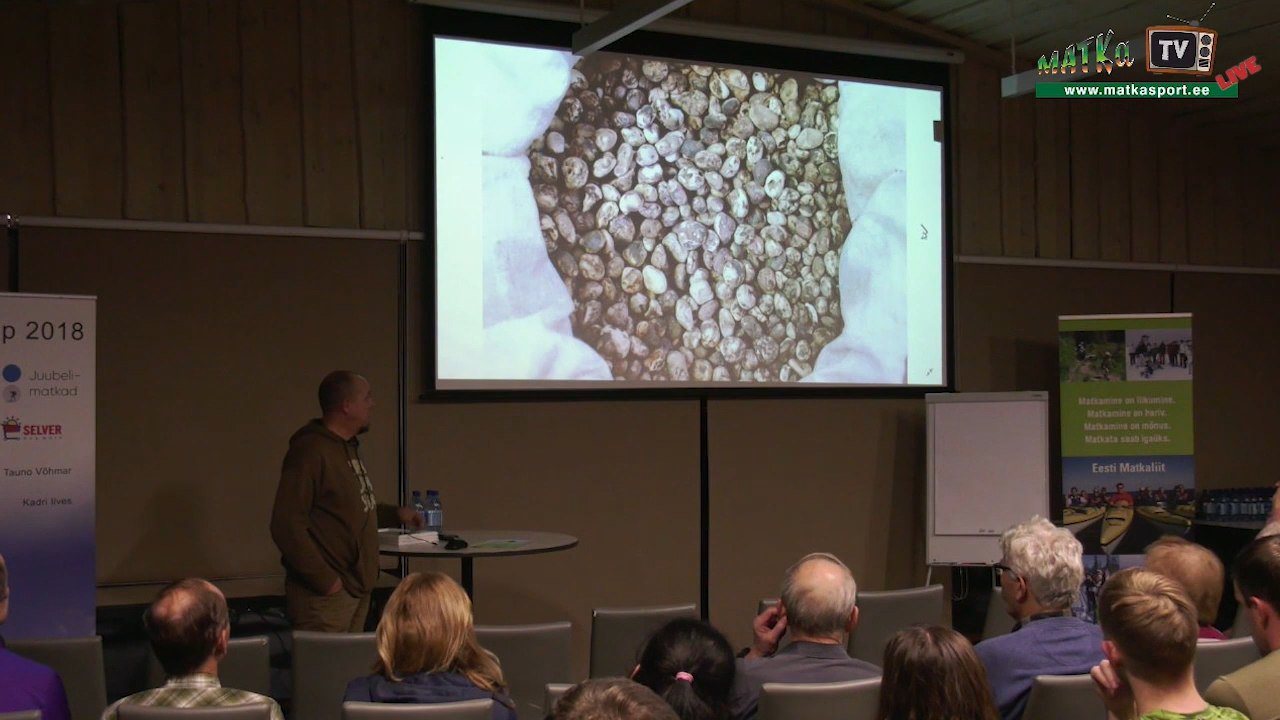 MATKa
TV
LIVE
www.matkasport.ee
p 2018
Juubeli-
matkad
SELVER
Tauno Võhmar
Kadri Ilves
Matkamine on liikumine.
Matkamine on hariv.
Matkamine on mõnus.
Matkata saab igaüks.
Eesti Matkaliit